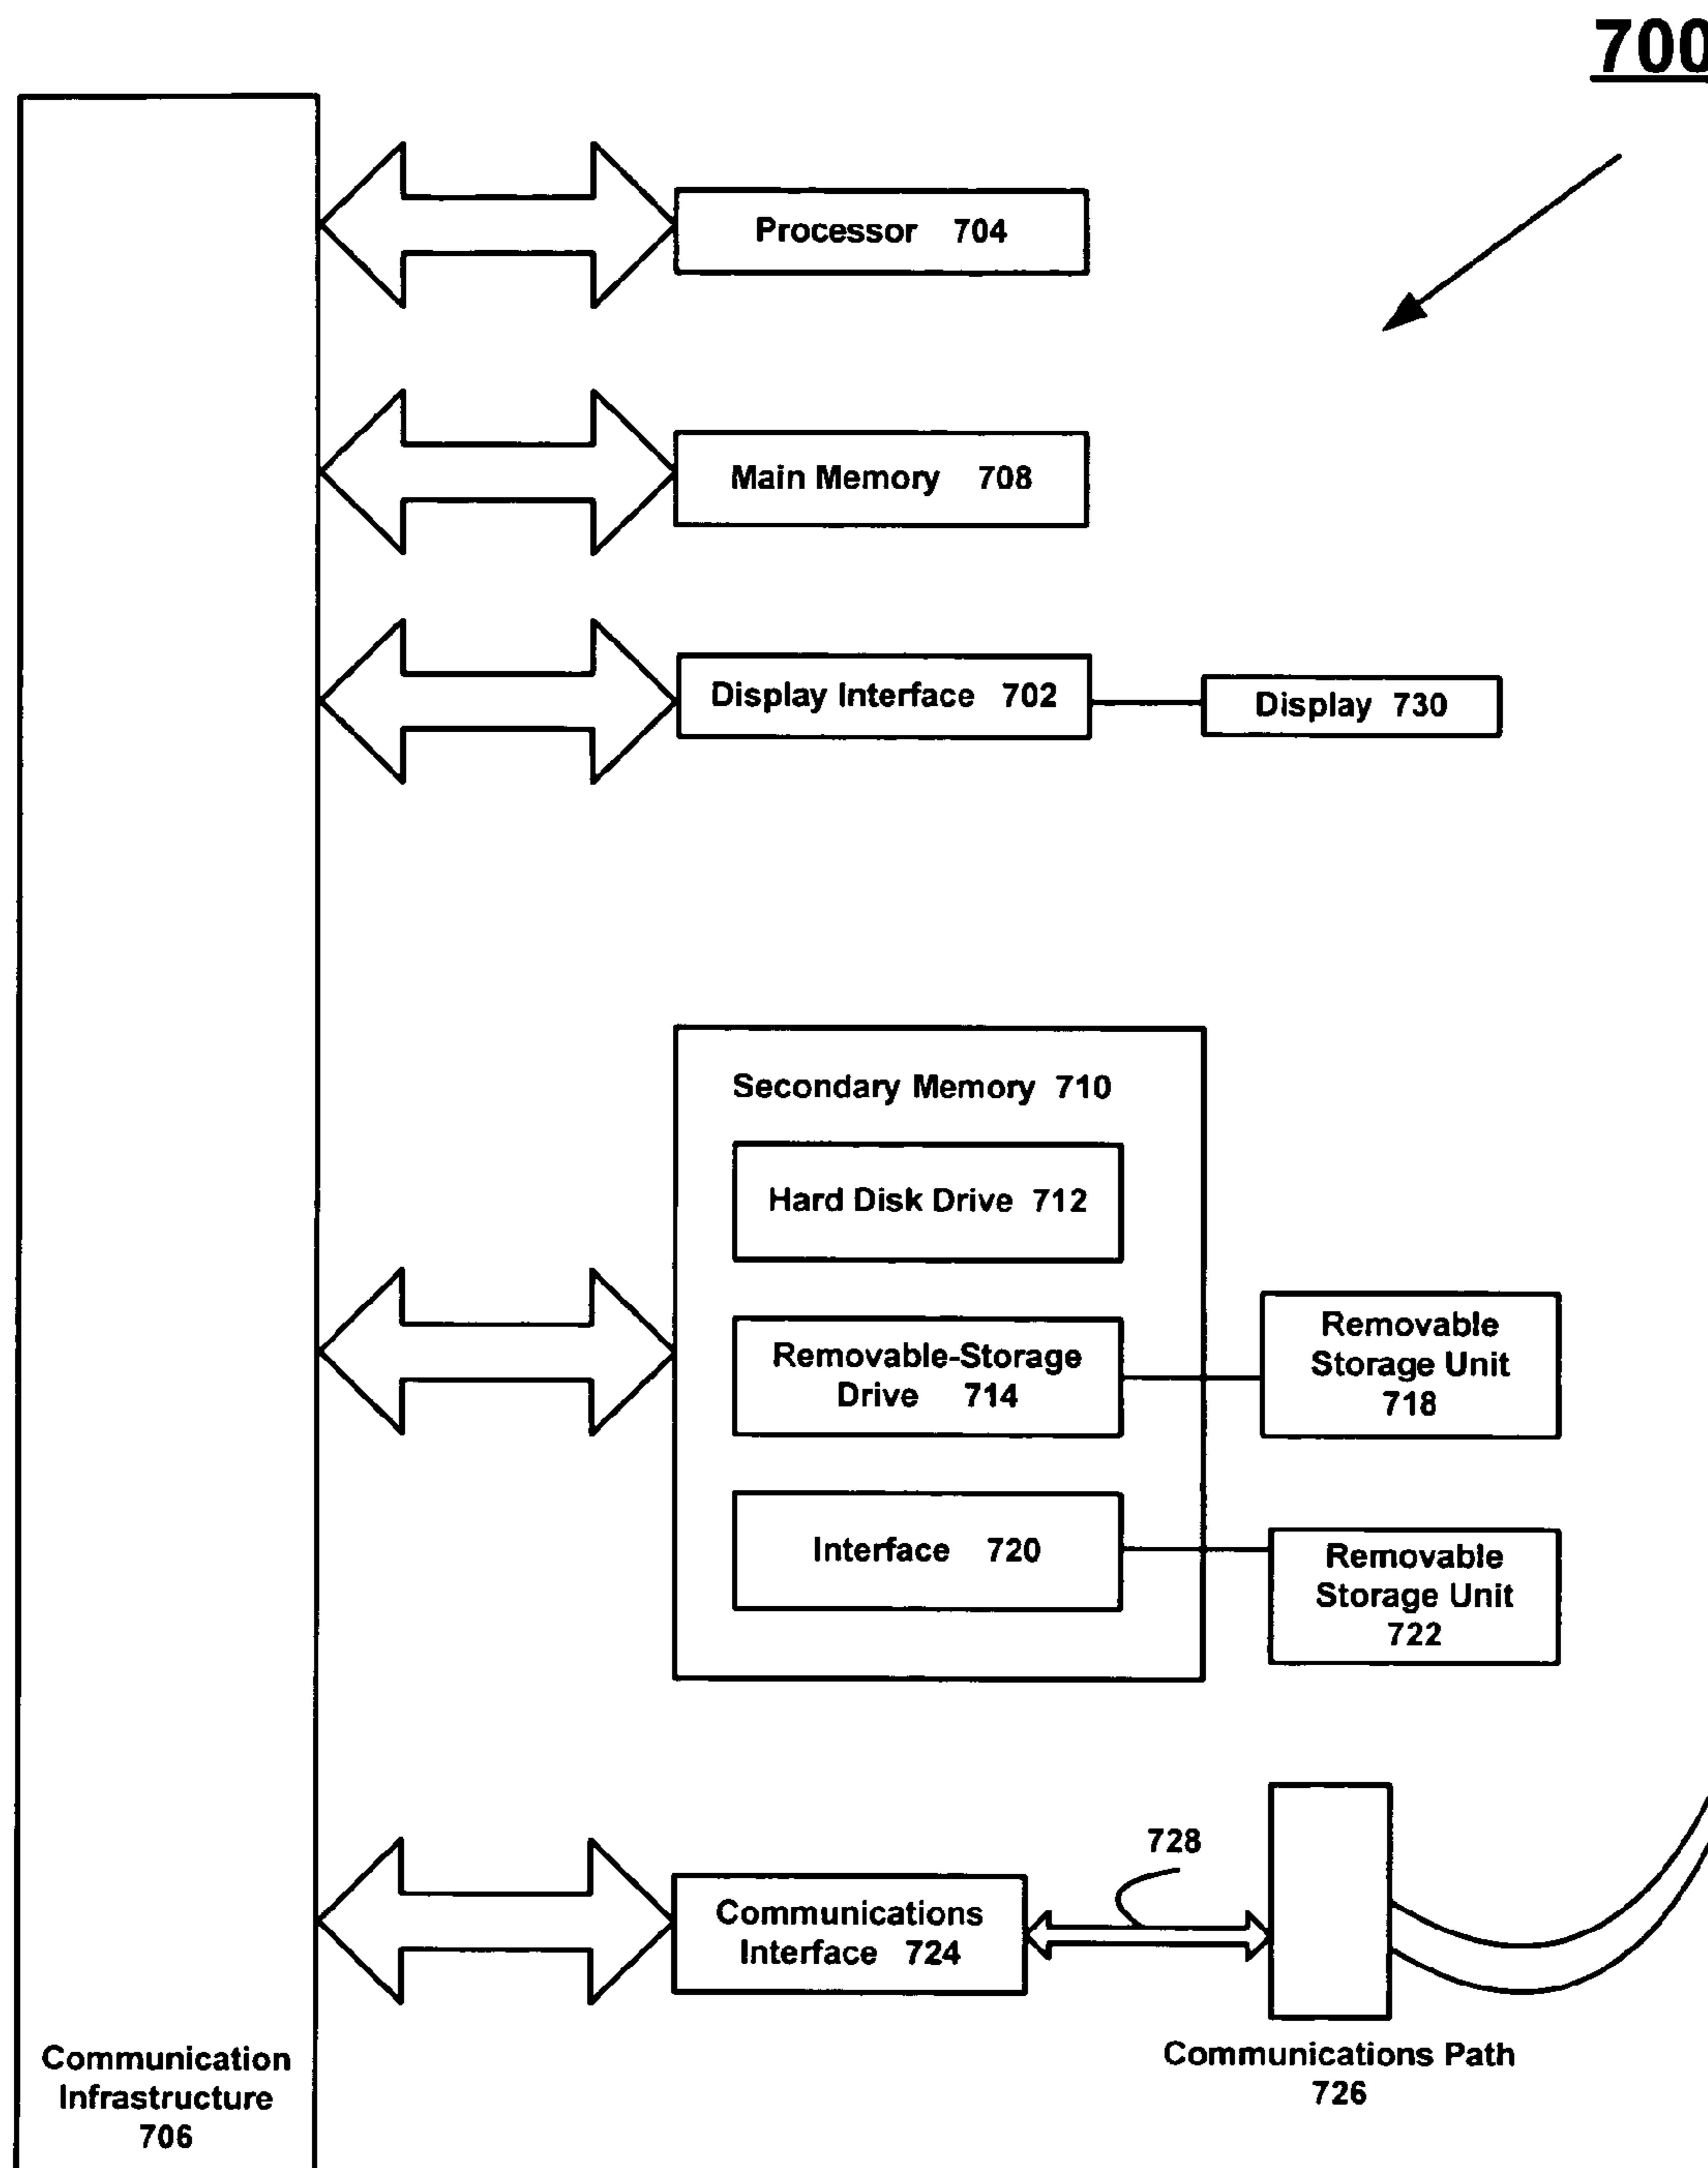 700
Processor 704
Main Memory 708
Display Interface 702
Display 730
Secondary Memory 710
Hard Disk Drive 712
Removable-Storage
Drive 714
Removable
Storage Unit
718
Interface 720
Removable
Storage Unit
722
728
Communications
Interface 724
Communications Path
726
Communication
Infrastructure
706